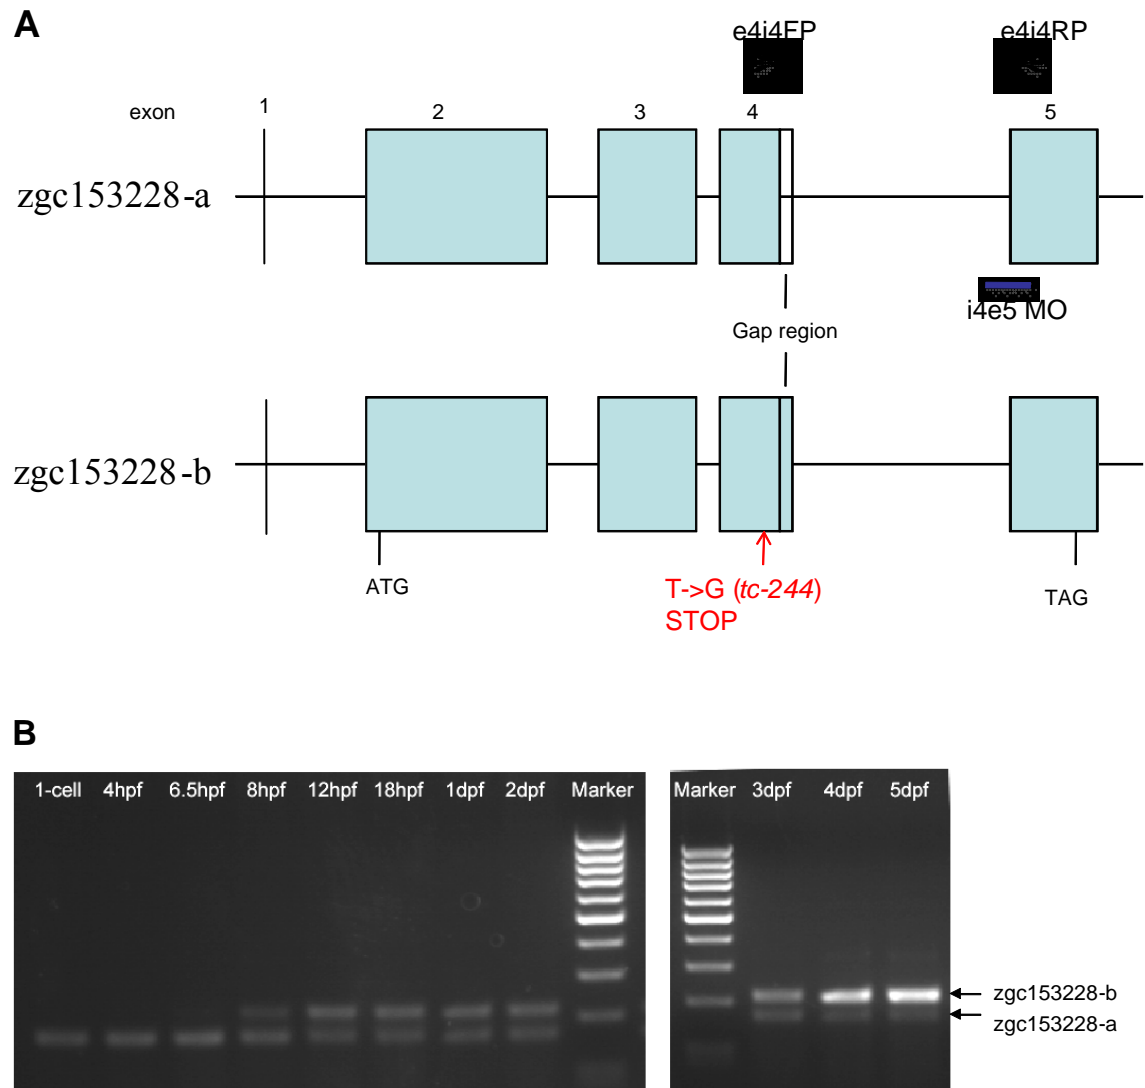 A
e4i4FP e4i4RP
exon 1 2 3 4 5
zgc153228-a
i4e5 MO
Gap region
zgc153228-b
ATG
T->G (tc-244)
STOP
TAG
B
1-cell 4hpf 6.5hpf 8hpf 12hpf 18hpf 1dpf 2dpf Marker Marker 3dpf 4dpf 5dpf
zgc153228-b
zgc153228-a